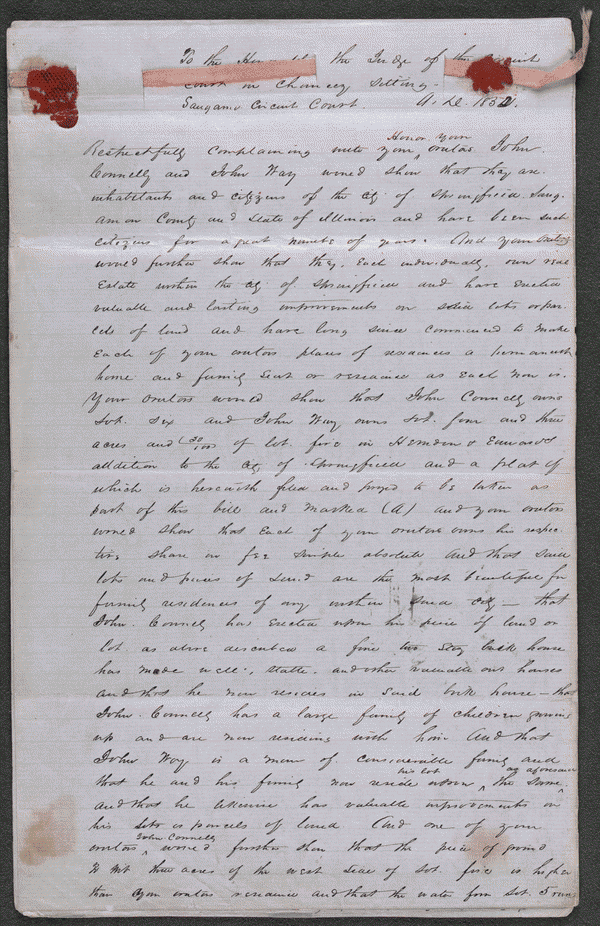 To the Hon the Judge of the Circuit
Court in Chancery Sitting-
Sangamo Circuit Court. A. D. 185
Honor your
Respectfully complaining unto your orators John
Connelly and John Way would show that they are
inhabitants and citizens of the city of Springfield Sang-
amon County and State of Illinois and have been such
citizens for a great number of years. And your orators
would further show that they, each individually, own real
Estate within the city of Springfield and have erected
valuable and lasting improvements on said lots or par-
cels of land and have long since commenced to make
Each of your orators places of residences a permanent
home and family seat or residence as each now is.
Your orators would show that John Connelly owns
Lot. six and John Way owns Lot. four and three
acres and (30/100 of lot. five in & Edwards
addition to the city of Springfield and a plat of
which is herewith filed and prayed to be taken as
part of this bill and marked (A) and your orators
would show that each of your orators owns his respec-
tive share in fee simple absolute And that said
lots and pieces of land are the most beautiful for
family residences of any within said city - that
John. Connelly has erected upon his piece of land or
lot as above described a fine two story brick house
has made well, stable, and other valuable out houses
and that he now resides in said brick house - that
John. Connelly has a large family of children growing
up and are now residing with him And that
John Way is a man of considerable family and
his lot as aforesaid
that he and his family now reside upon the same,
and that he likewise has valuable improvements on
his lots or parcels of land And one of your
John Connelly
orators would further show that the piece of ground
to wit three acres of the west side of Lot. five is higher
than your orators residence and that the water from Lot. 5 runs